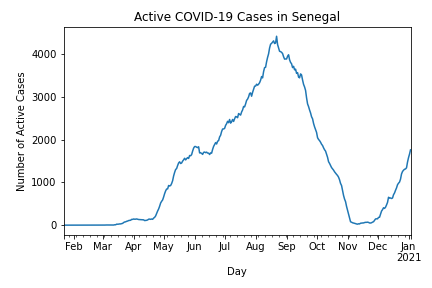 Active COVID-19 Cases in Senegal
Number of Active Cases
4000
3000
2000
1000
0
Feb Mar Apr May Jun Jul Aug Sep Oct Nov Dec Jan
2021
Day